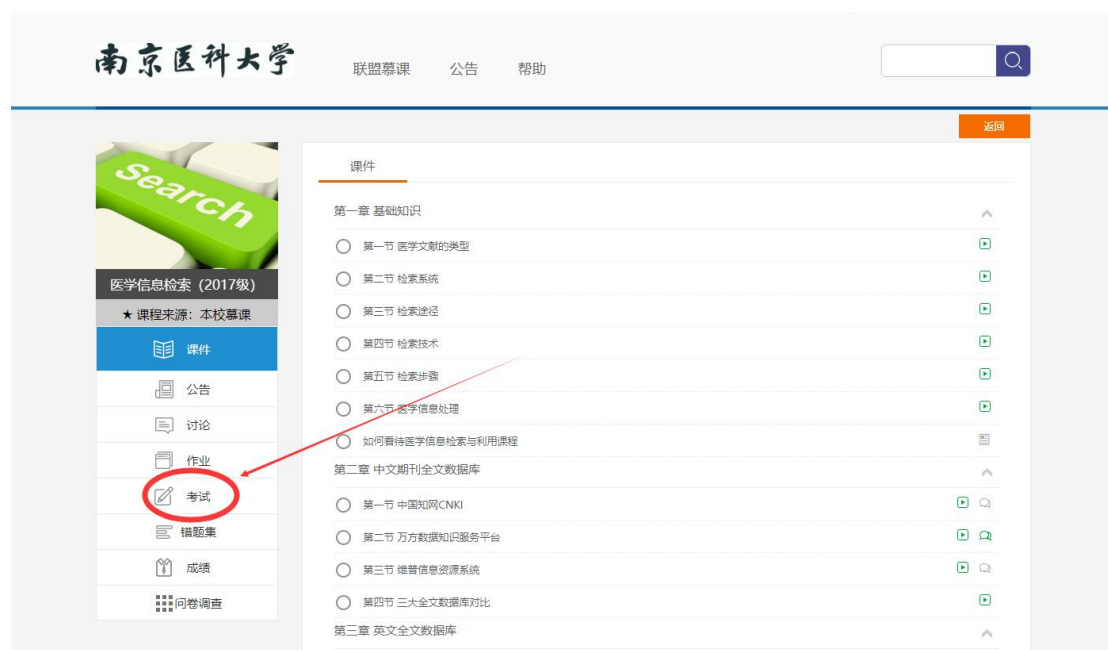 南京医科大学
联盟慕课 公告 帮助
返回
Search
医学信息检索（2017级）
★ 课程来源：本校慕课
课件
公告
讨论
作业
考试
错题集
成绩
问卷调查
课件
第一章 基础知识
第一节 医学文献的类型
第二节 检索系统
第三节 检索途径
第四节 检索技术
第五节 检索步骤
第六节 医学信息处理
如何看待医学信息检索与利用课程
第二章 中文期刊全文数据库
第一节 中国知网CNKI
第二节 万方数据知识服务平台
第三节 维普信息资源系统
第四节 三大全文数据库对比
第三章 英文全文数据库